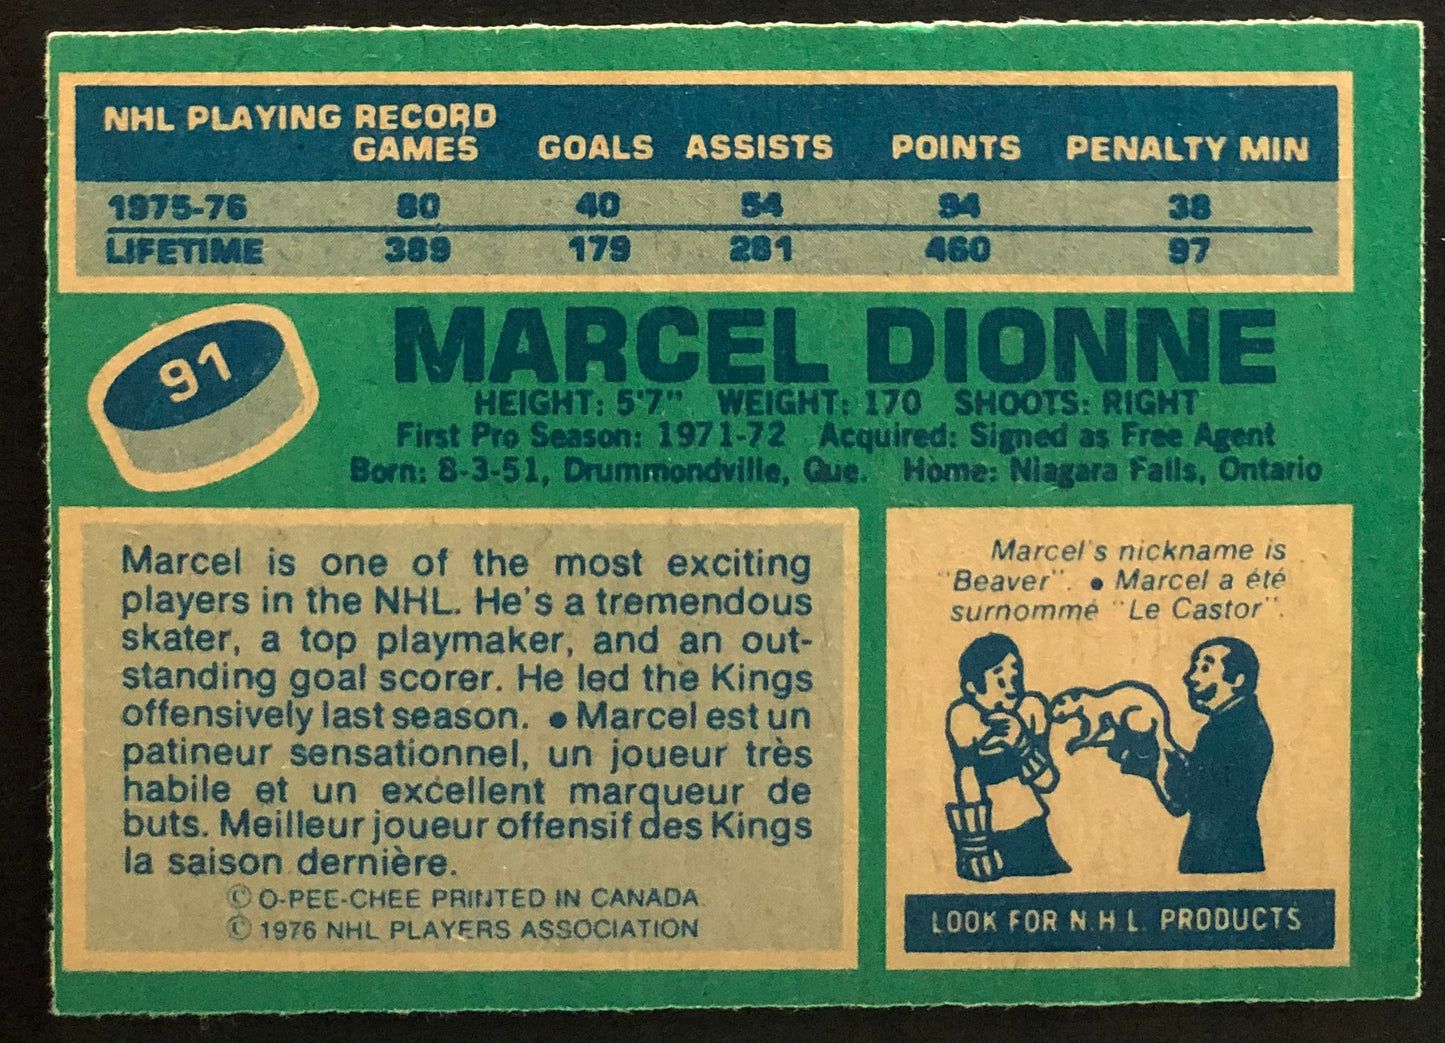 NHL PLAYING RECORD
GAMES GOALS ASSISTS POINTS PENALTY MIN
1975-76 80 40 54 94 38
LIFETIME 389 179 281 460 97
91
MARCEL DIONNE
HEIGHT: 5'7" WEIGHT: 170 SHOOTS: RIGHT
First Pro Season: 1971-72 Acquired: Signed as Free Agent
Born: 8-3-51, Drummondville, Que. Home: Niagara Falls, Ontario
Marcel is one of the most exciting
players in the NHL. He's a tremendous
skater, a top playmaker, and an out-
standing goal scorer. He led the Kings
offensively last season. ● Marcel est un
patineur sensationnel, un joueur très
habile et un excellent marqueur de
buts. Meilleur joueur offensif des Kings
la saison dernière.
© O-PEE-CHEE PRINTED IN CANADA
© 1976 NHL PLAYERS ASSOCIATION
Marcel's nickname is
"Beaver". ● Marcel a été
surnommé "Le Castor".
LOOK FOR N.H.L. PRODUCTS